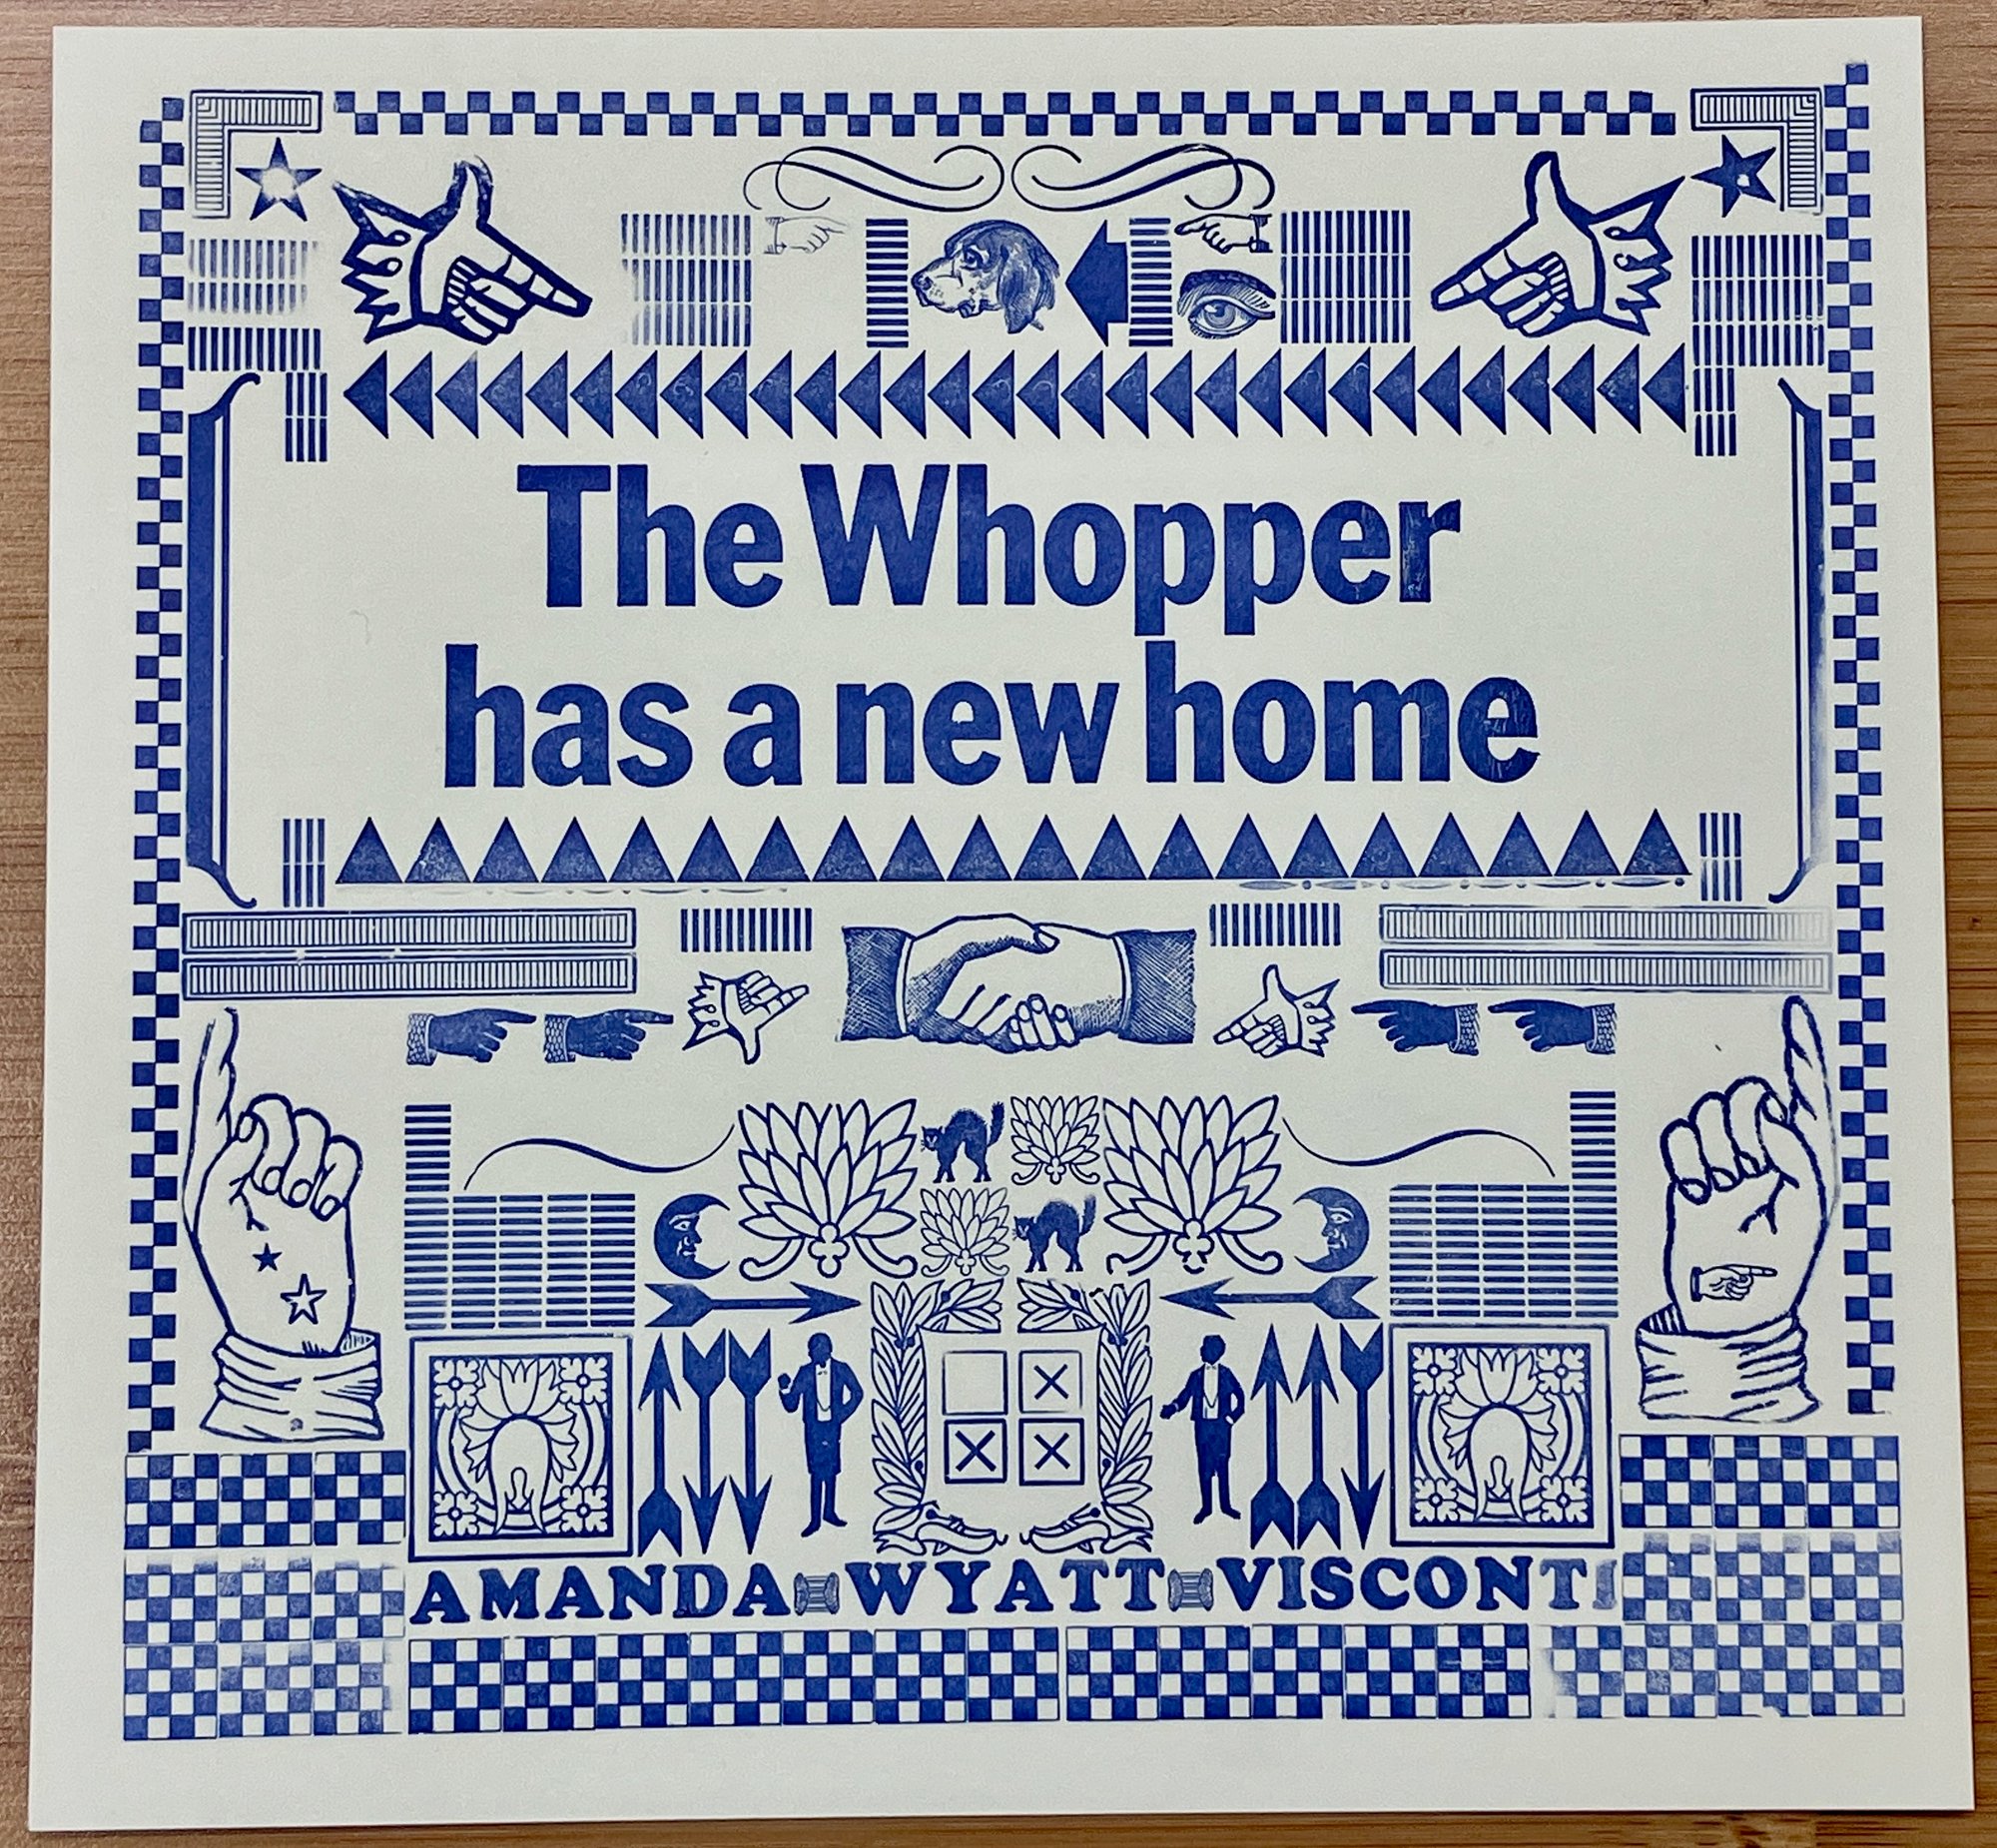 The Whopper
has a new home
AMANDA WYATT VISCONTI